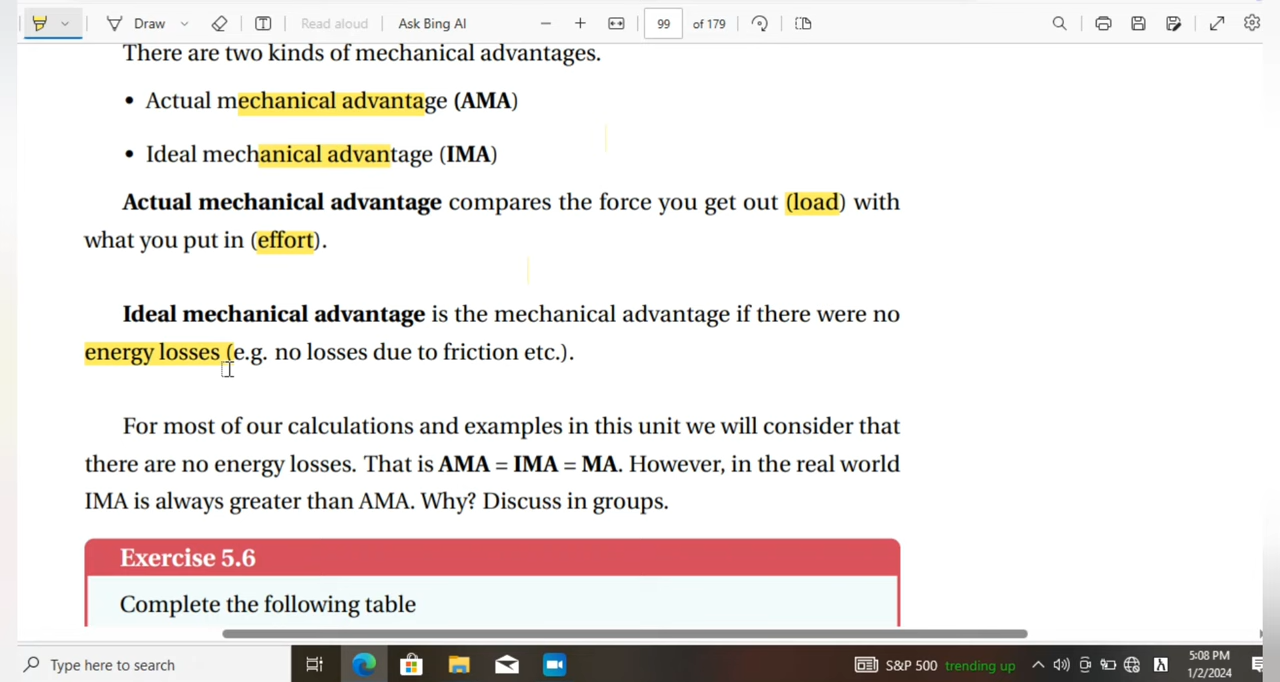 Draw
Read aloud
Ask Bing AI
99
of 179
There are two kinds of mechanical advantages.
• Actual mechanical advantage (AMA)
• Ideal mechanical advantage (IMA)
Actual mechanical advantage compares the force you get out (load) with
what you put in (effort).
Ideal mechanical advantage is the mechanical advantage if there were no
energy losses (e.g. no losses due to friction etc.).
For most of our calculations and examples in this unit we will consider that
there are no energy losses. That is AMA = IMA = MA. However, in the real world
IMA is always greater than AMA. Why? Discuss in groups.
Exercise 5.6
Complete the following table
Type here to search
S&P 500 trending up
5:08 PM
1/2/2024